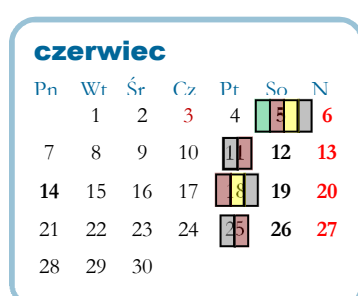 czerwiec
Pn Wt Śr Cz Pt So N
1 2 3 4 5 6
7 8 9 10 11 12 13
14 15 16 17 18 19 20
21 22 23 24 25 26 27
28 29 30